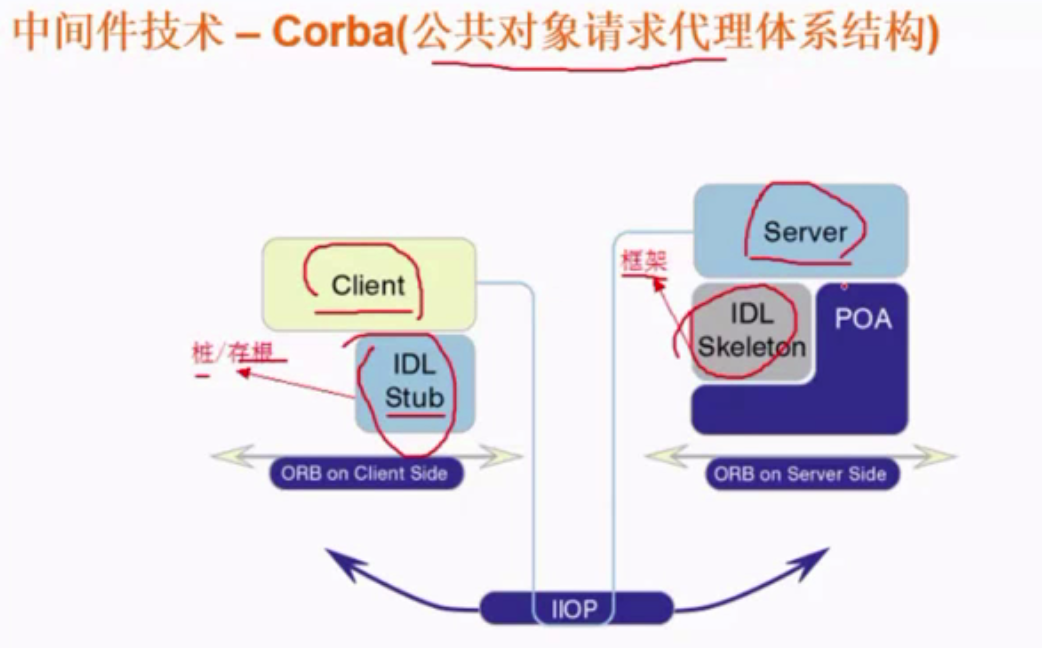 中间件技术 – Corba(公共对象请求代理体系结构)
Server
Client
框架
IDL
Skeleton
POA
桩/存根
IDL
Stub
ORB on Client Side
ORB on Server Side
IIOP